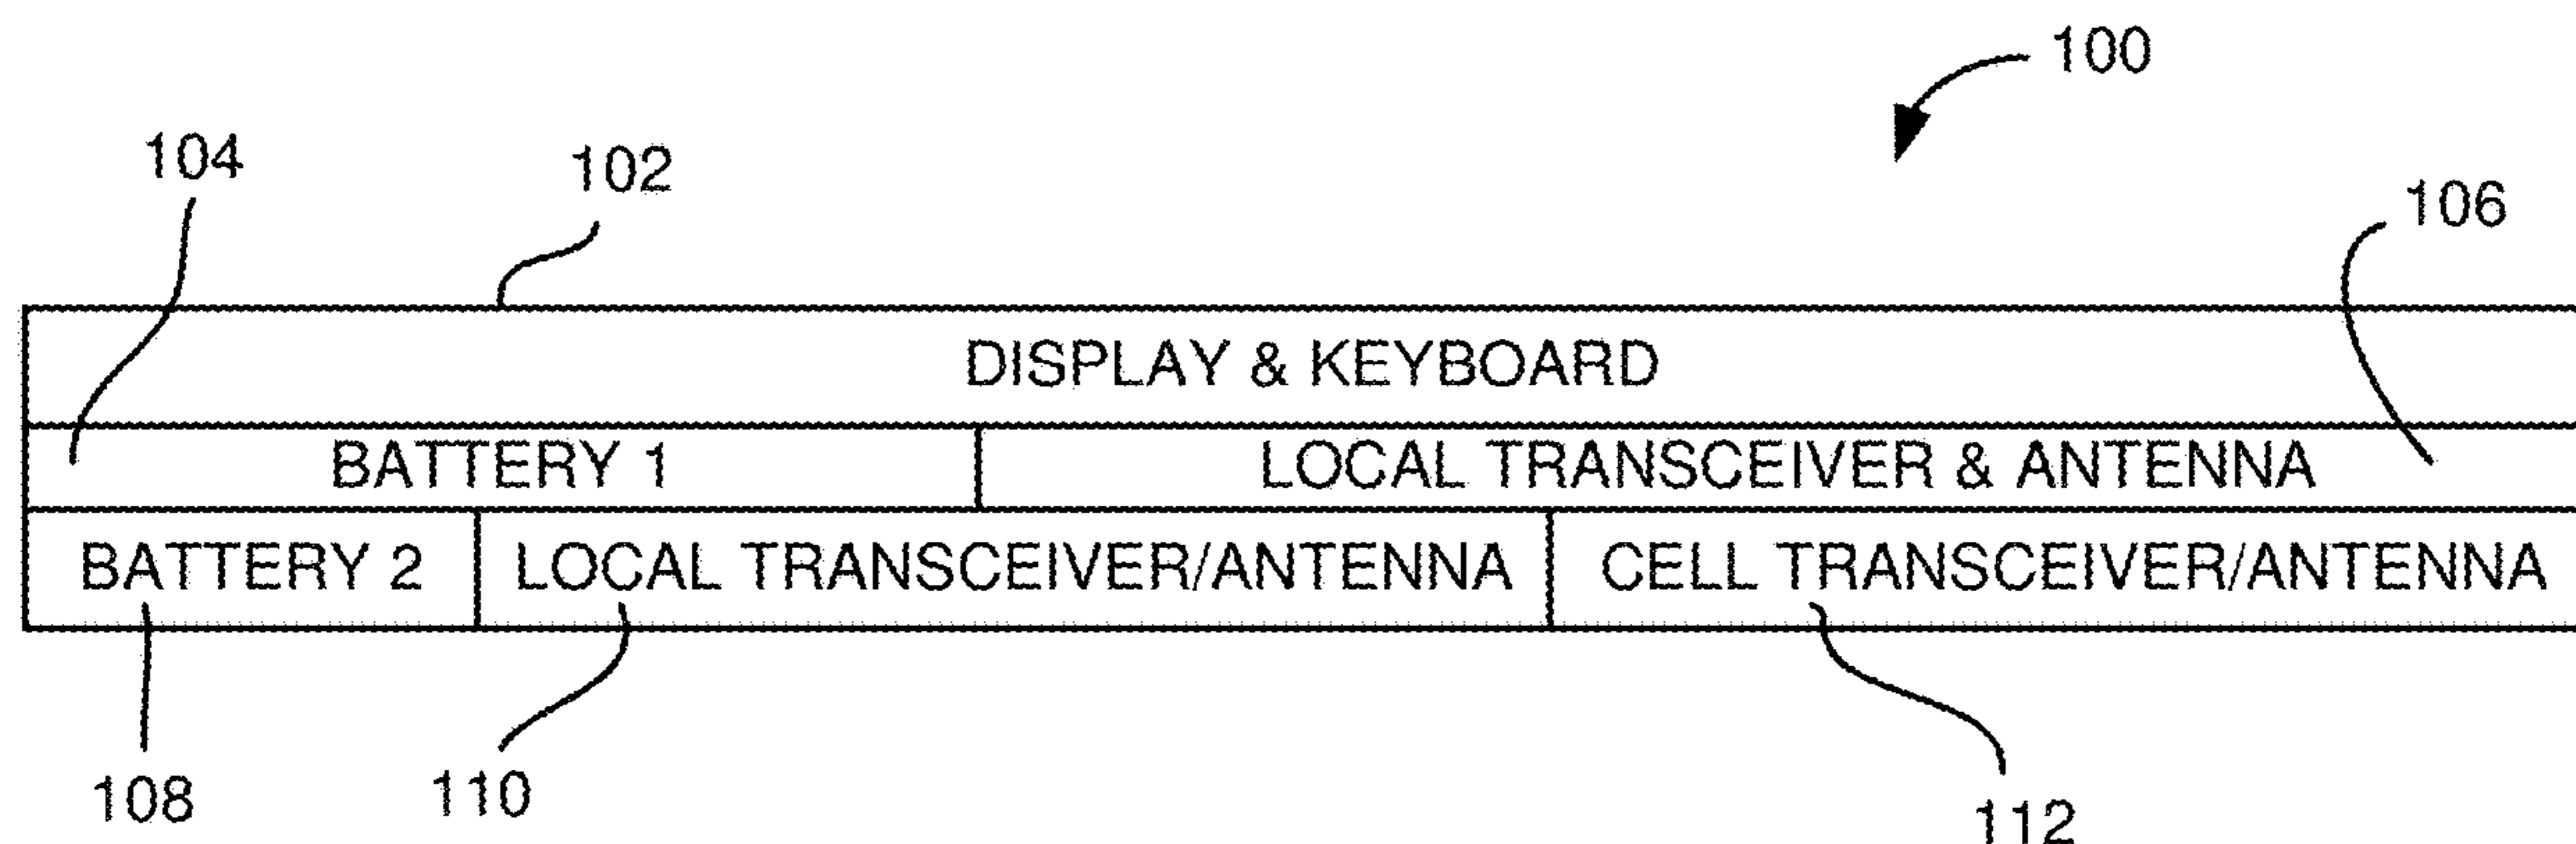 100
104
102
106
DISPLAY & KEYBOARD
BATTERY 1
LOCAL TRANSCEIVER & ANTENNA
BATTERY 2
LOCAL TRANSCEIVER/ANTENNA
CELL TRANSCEIVER/ANTENNA
108
110
112